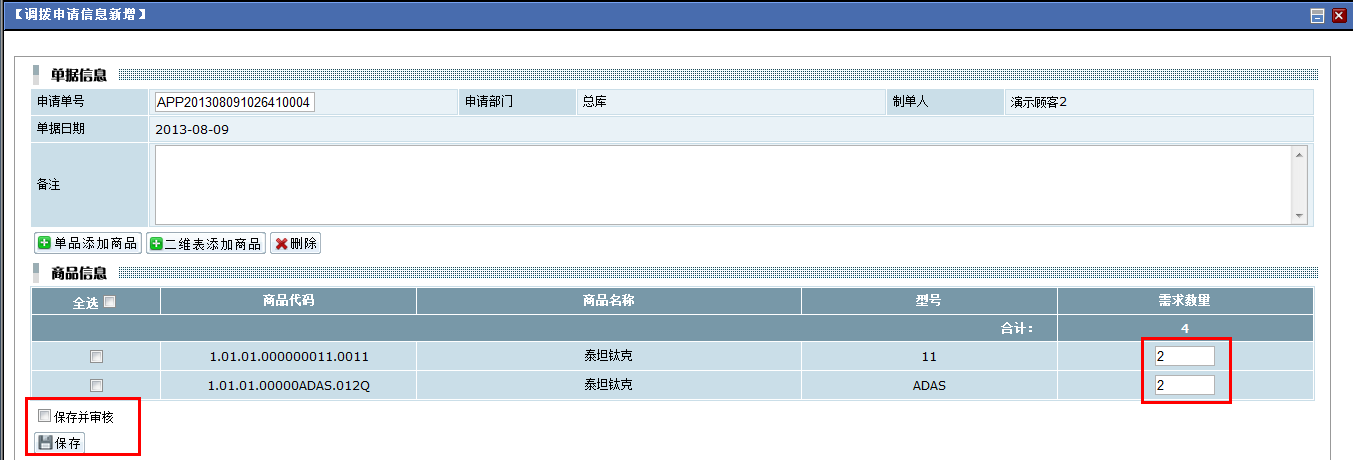 【调拨申请信息新增】
单据信息
申请单号 APP201308091026410004 申请部门 总库 制单人 演示顾客2
单据日期 2013-08-09
备注
单品添加商品 二维表添加商品 删除
商品信息
全选 商品代码 商品名称 型号 需求数量
合计： 4
1.01.01.000000011.0011 泰坦钛克 11 2
1.01.01.00000ADAS.012Q 泰坦钛克 ADAS 2
保存并审核
保存